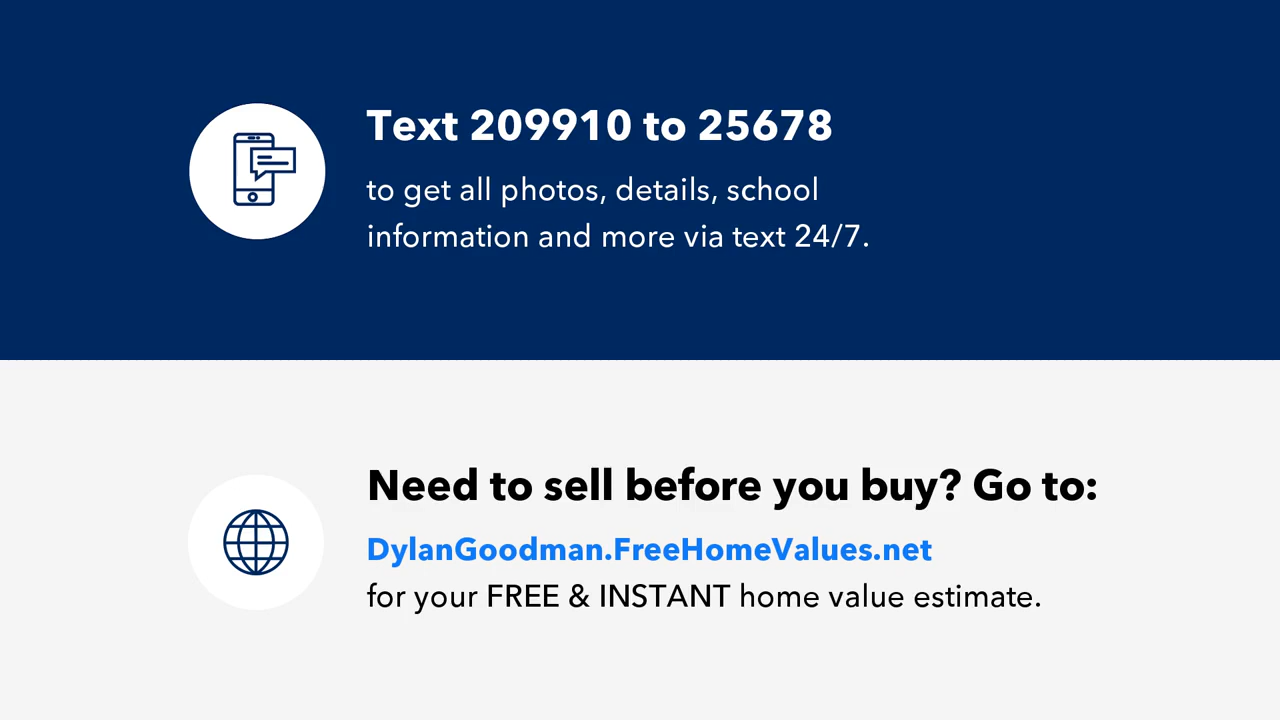 Text 209910 to 25678
to get all photos, details, school
information and more via text 24/7.
Need to sell before you buy? Go to:
DylanGoodman.FreeHomeValues.net
for your FREE & INSTANT home value estimate.